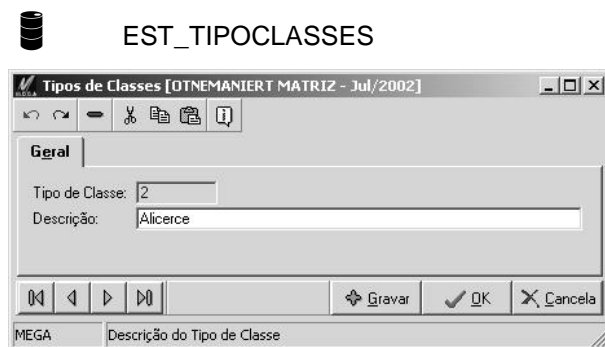 EST_TIPOCLASSES
Tipos de Classes [OTNEMANIERT MATRIZ - Jul/2002]
Geral
Tipo de Classe: 2
Descrição: Alicerce
Gravar OK Cancela
MEGA Descrição do Tipo de Classe